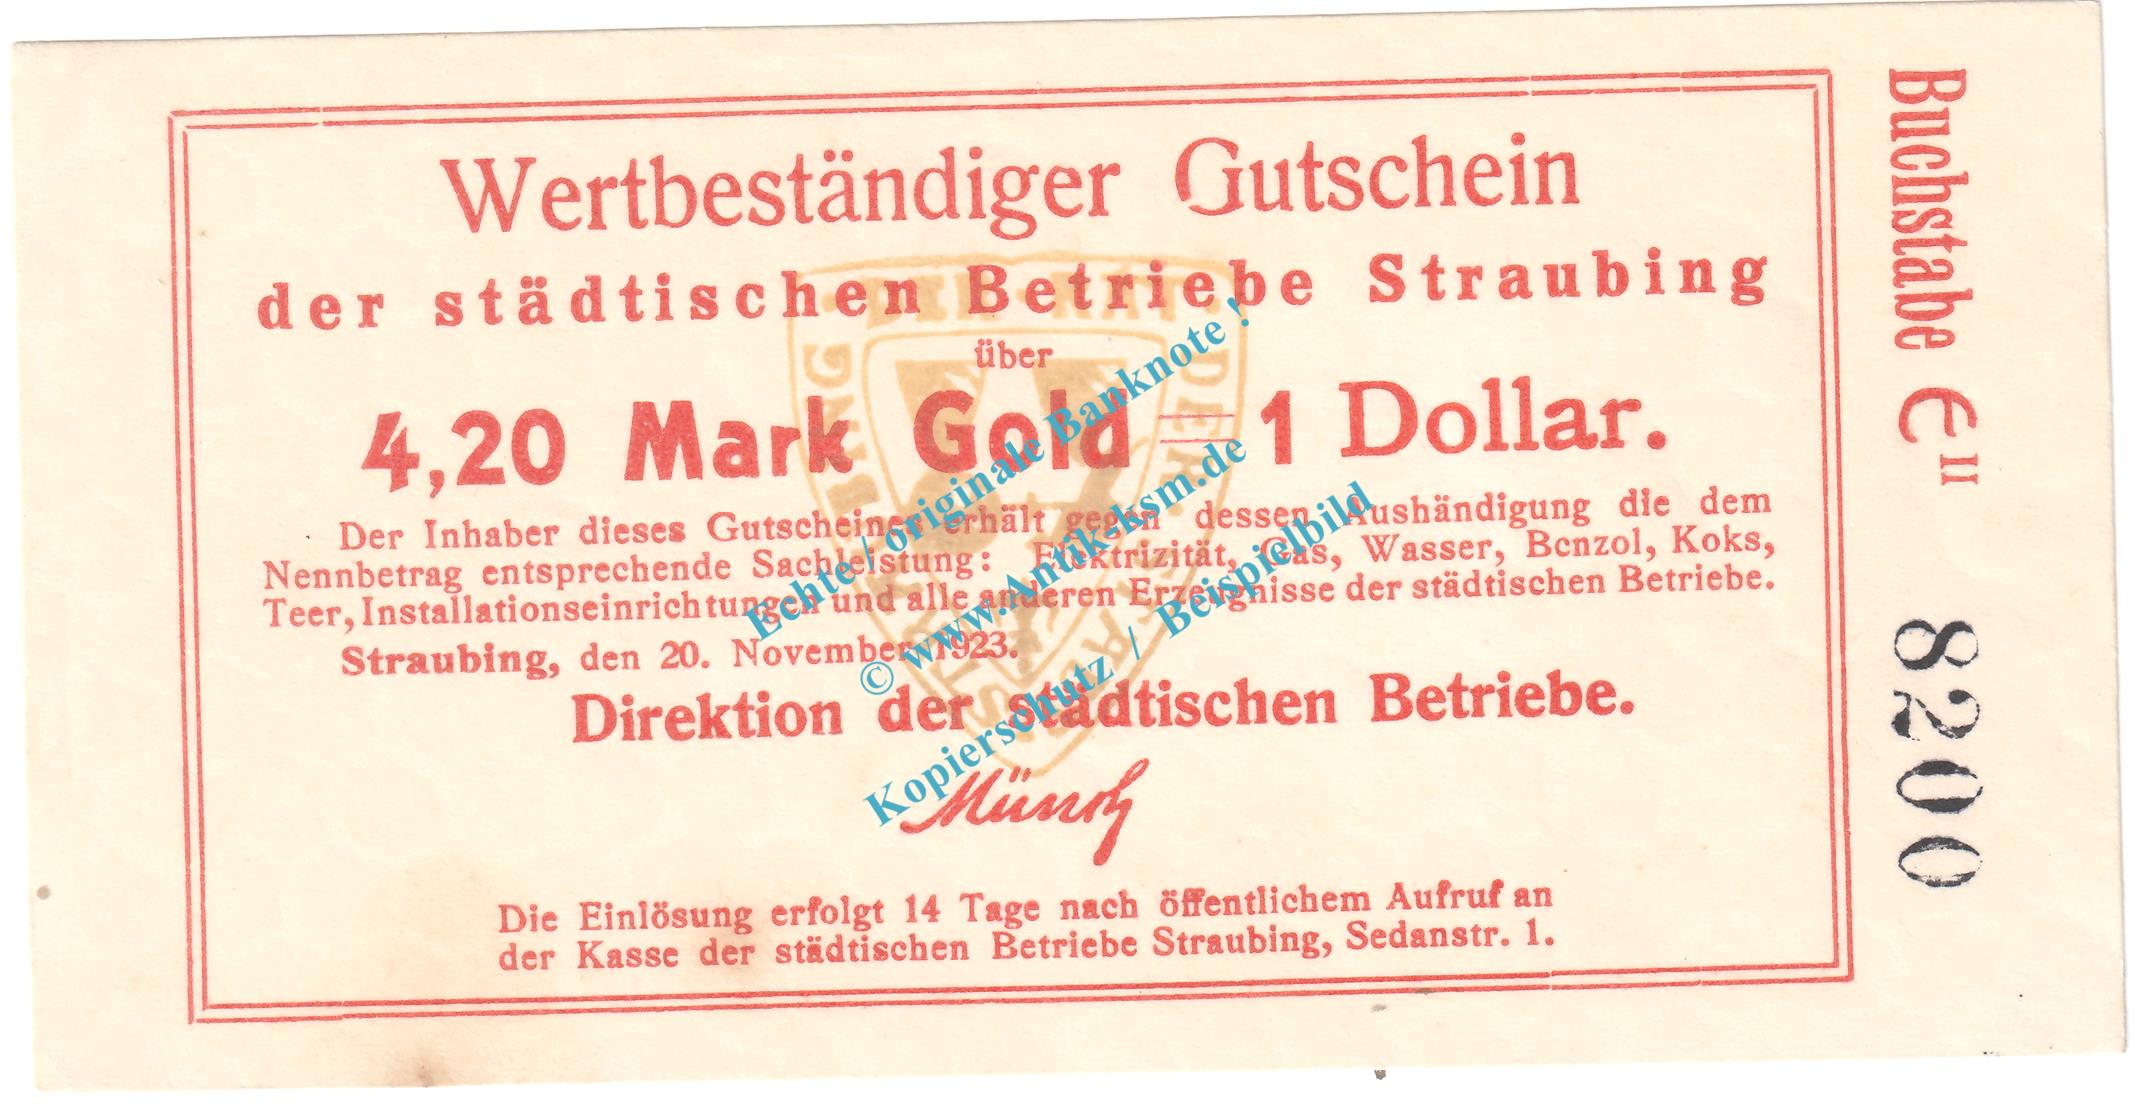 Wertbeständiger Gutschein
der städtischen Betriebe Straubing
über
4,20 Mark Gold = 1 Dollar.
Der Inhaber dieses Gutscheines erhält gegen dessen Aushändigung die dem
Nennbetrag entsprechende Sachleistung: Elektrizität, Gas, Wasser, Benzol, Koks,
Teer, Installationseinrichtungen und alle anderen Erzeugnisse der städtischen Betriebe.
Straubing, den 20. November 1923.
Direktion der städtischen Betriebe.
Münch
Die Einlösung erfolgt 14 Tage nach öffentlichem Aufruf an
der Kasse der städtischen Betriebe Straubing, Sedanstr. 1.
Buchstabe E II
8200
Echte / originale Banknote !
© www.Antik-ksm.de
Kopierschutz / Beispielbild